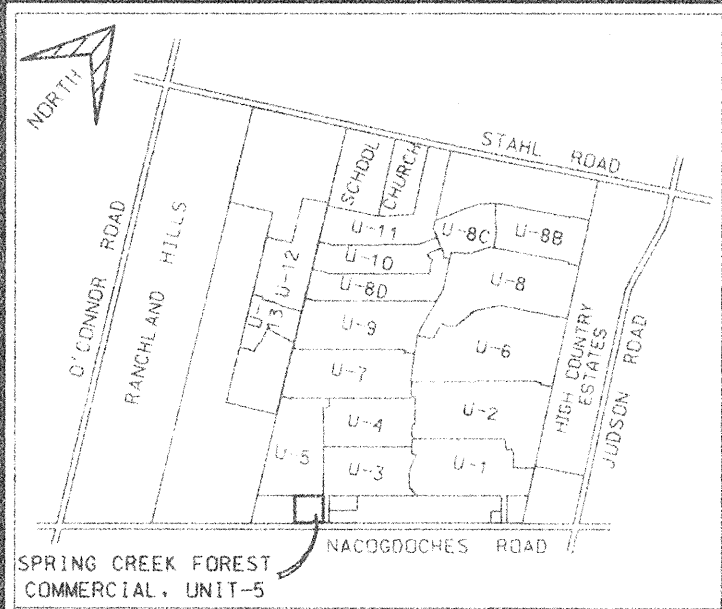 NORTH
STAHL ROAD
O'CONNOR ROAD
RANCHLAND HILLS
SCHOOL
CHURCH
U-11
U-8C
U-8B
U-10
U-12
U-8D
U-8
U-13
U-9
U-6
HIGH COUNTRY
ESTATES
JUDSON ROAD
U-7
U-2
U-4
U-5
U-3
U-1
NACOGDOCHES ROAD
SPRING CREEK FOREST
COMMERCIAL, UNIT-5